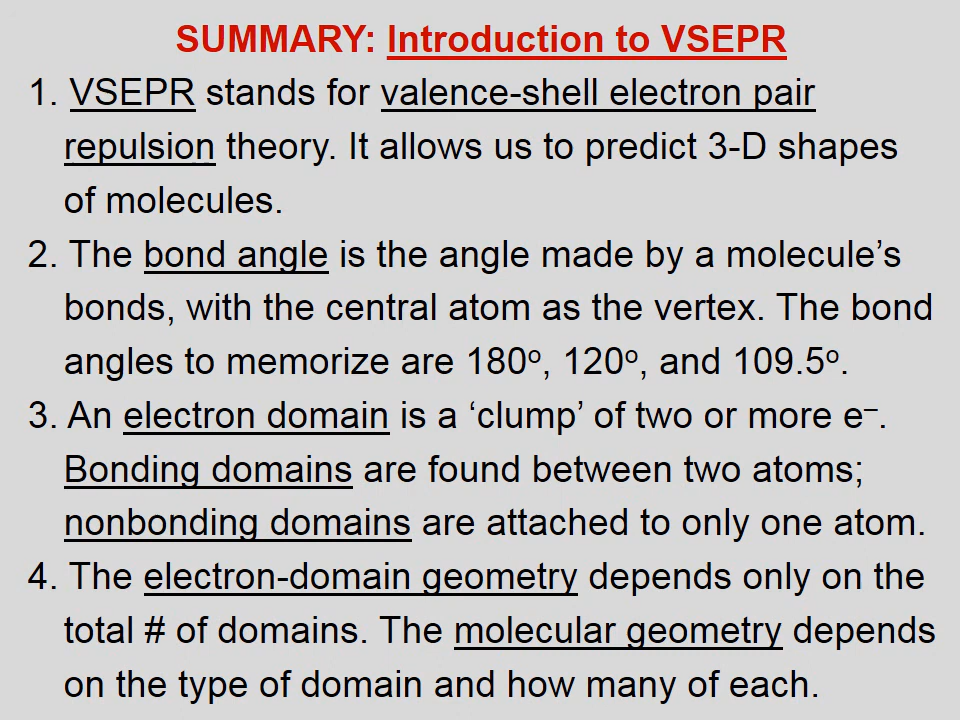 SUMMARY: Introduction to VSEPR
1. VSEPR stands for valence-shell electron pair
repulsion theory. It allows us to predict 3-D shapes
of molecules.
2. The bond angle is the angle made by a molecule’s
bonds, with the central atom as the vertex. The bond
angles to memorize are 180º, 120º, and 109.5º.
3. An electron domain is a ‘clump’ of two or more e⁻.
Bonding domains are found between two atoms;
nonbonding domains are attached to only one atom.
4. The electron-domain geometry depends only on the
total # of domains. The molecular geometry depends
on the type of domain and how many of each.